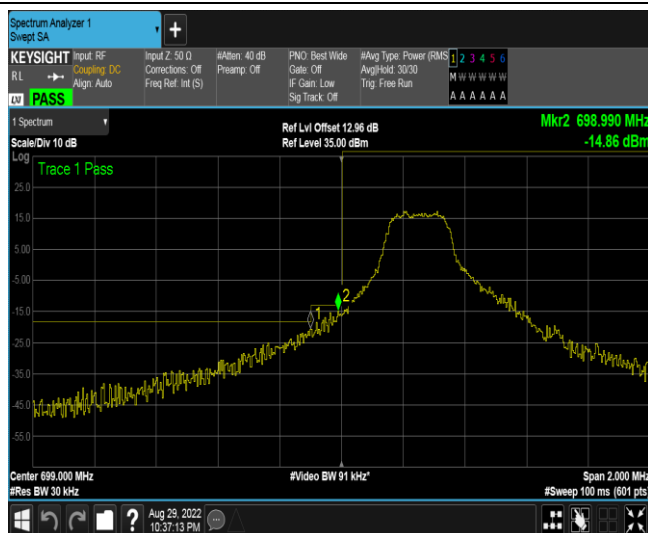 Spectrum Analyzer 1
Swept SA
KEYSIGHT
RL
LXI PASS
Input: RF
Coupling: DC
Align: Auto
Input Z: 50 Ω
Corrections: Off
Freq Ref: Int (S)
#Atten: 40 dB
Preamp: Off
PNO: Best Wide
Gate: Off
IF Gain: Low
Sig Track: Off
#Avg Type: Power (RMS
Avg|Hold: 30/30
Trig: Free Run
1 2 3 4 5 6
M W W W W W
A A A A A A
1 Spectrum
Scale/Div 10 dB
Ref Lvl Offset 12.96 dB
Ref Level 35.00 dBm
Mkr2 698.990 MHz
-14.86 dBm
Log
Trace 1 Pass
25.0
15.0
5.00
-5.00
-15.0
-25.0
-35.0
-45.0
-55.0
1
2
Center 699.000 MHz
#Res BW 30 kHz
#Video BW 91 kHz*
Span 2.000 MHz
#Sweep 100 ms (601 pts)
?
Aug 29, 2022
10:37:13 PM